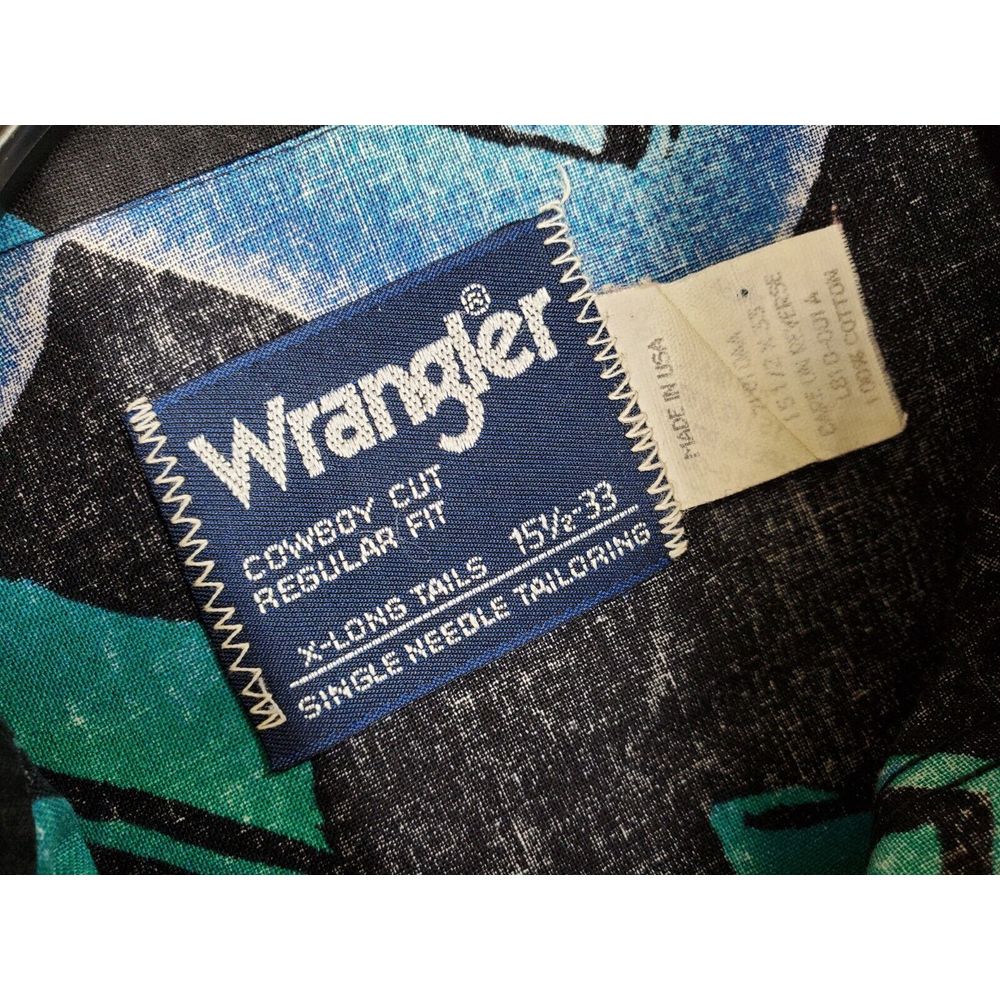 Wrangler®
COWBOY CUT
REGULAR FIT
X-LONG TAILS 15½-33
SINGLE NEEDLE TAILORING
MADE IN USA
15 1/2 X 33
CARE ON REVERSE
100% COTTON